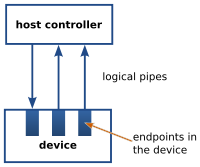 host controller
logical pipes
endpoints in
the device
device